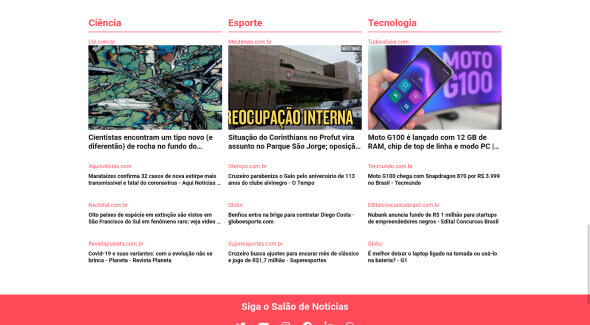 Ciência
Uol.com.br
Cientistas encontram um tipo novo (e
diferentão) de rocha no fundo do...
Aquinoticias.com
Marataízes confirma 32 casos de nova estirpe mais
transmissível e fatal do coronavírus - Aqui Notícias ...
Nsctotal.com.br
Oito peixes de espécie em extinção são vistos em
São Francisco do Sul em fenômeno raro; veja vídeo ...
Revistaplaneta.com.br
Covid-19 e suas variantes: com a evolução não se
brinca - Planeta - Revista Planeta
Esporte
Meutimao.com.br
MEUTIMÃO
PREOCUPAÇÃO INTERNA
Situação do Corinthians no Profut vira
assunto no Parque São Jorge; oposiçã...
Otempo.com.br
Cruzeiro parabeniza o Galo pelo aniversário de 113
anos do clube alvinegro - O Tempo
Globo
Benfica entra na briga para contratar Diego Costa -
globoesporte.com
Superesportes.com.br
Cruzeiro busca ajustes para encarar mês de clássico
e jogo de R$1,7 milhão - Superesportes
Tecnologia
Tudocelular.com
MOTO
G100
Moto G100 é lançado com 12 GB de
RAM, chip de top de linha e modo PC |...
Tecmundo.com.br
Moto G100 chega com Snapdragon 870 por R$ 3.999
no Brasil - Tecmundo
Editalconcursosbrasil.com.br
Nubank anuncia fundo de R$ 1 milhão para startups
de empreendedores negros - Edital Concursos Brasil
Globo
É melhor deixar o laptop ligado na tomada ou usá-lo
na bateria? - G1
Siga o Salão de Notícias